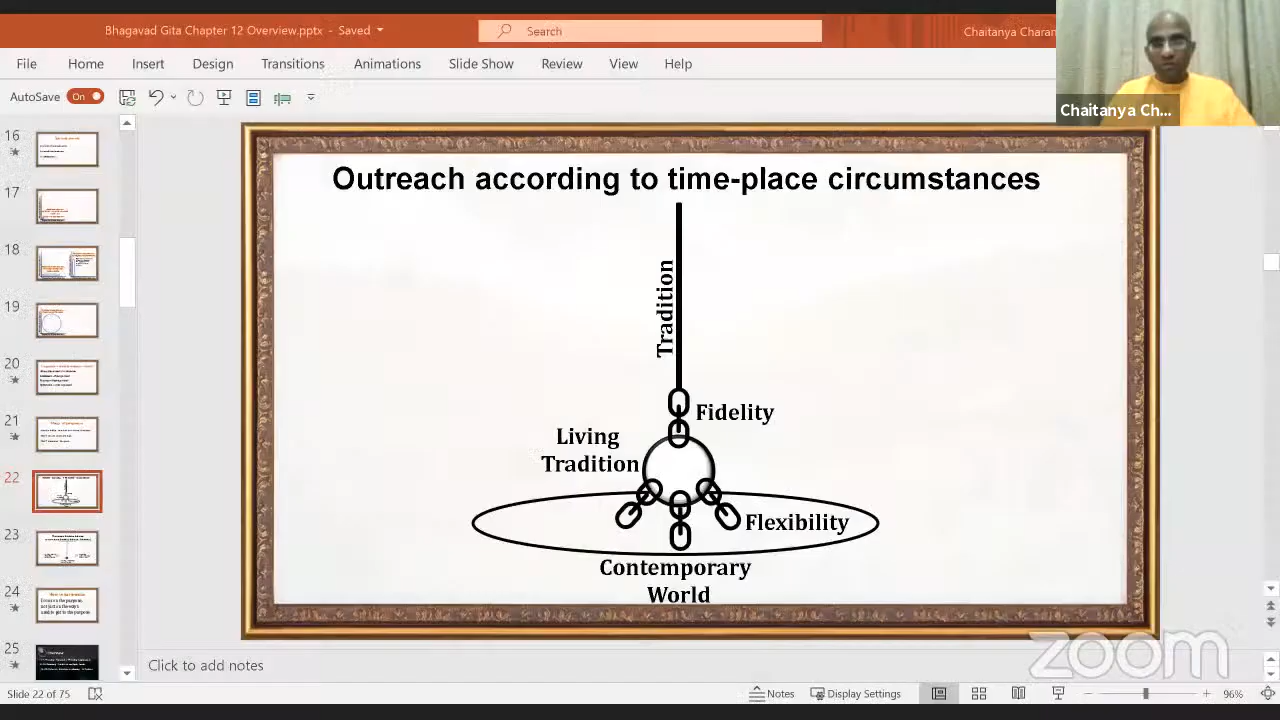 Bhagavad Gita Chapter 12 Overview.pptx - Saved
Search
Chaitanya Charan
File Home Insert Design Transitions Animations Slide Show Review View Help
AutoSave On
Chaitanya Ch...
16
18
19
20
21
23
24
25
Outreach according to time-place circumstances
Tradition
Fidelity
Living
Tradition
Flexibility
Contemporary
World
Click to add notes
zoom
Slide 22 of 75
Notes
Display Settings
96%